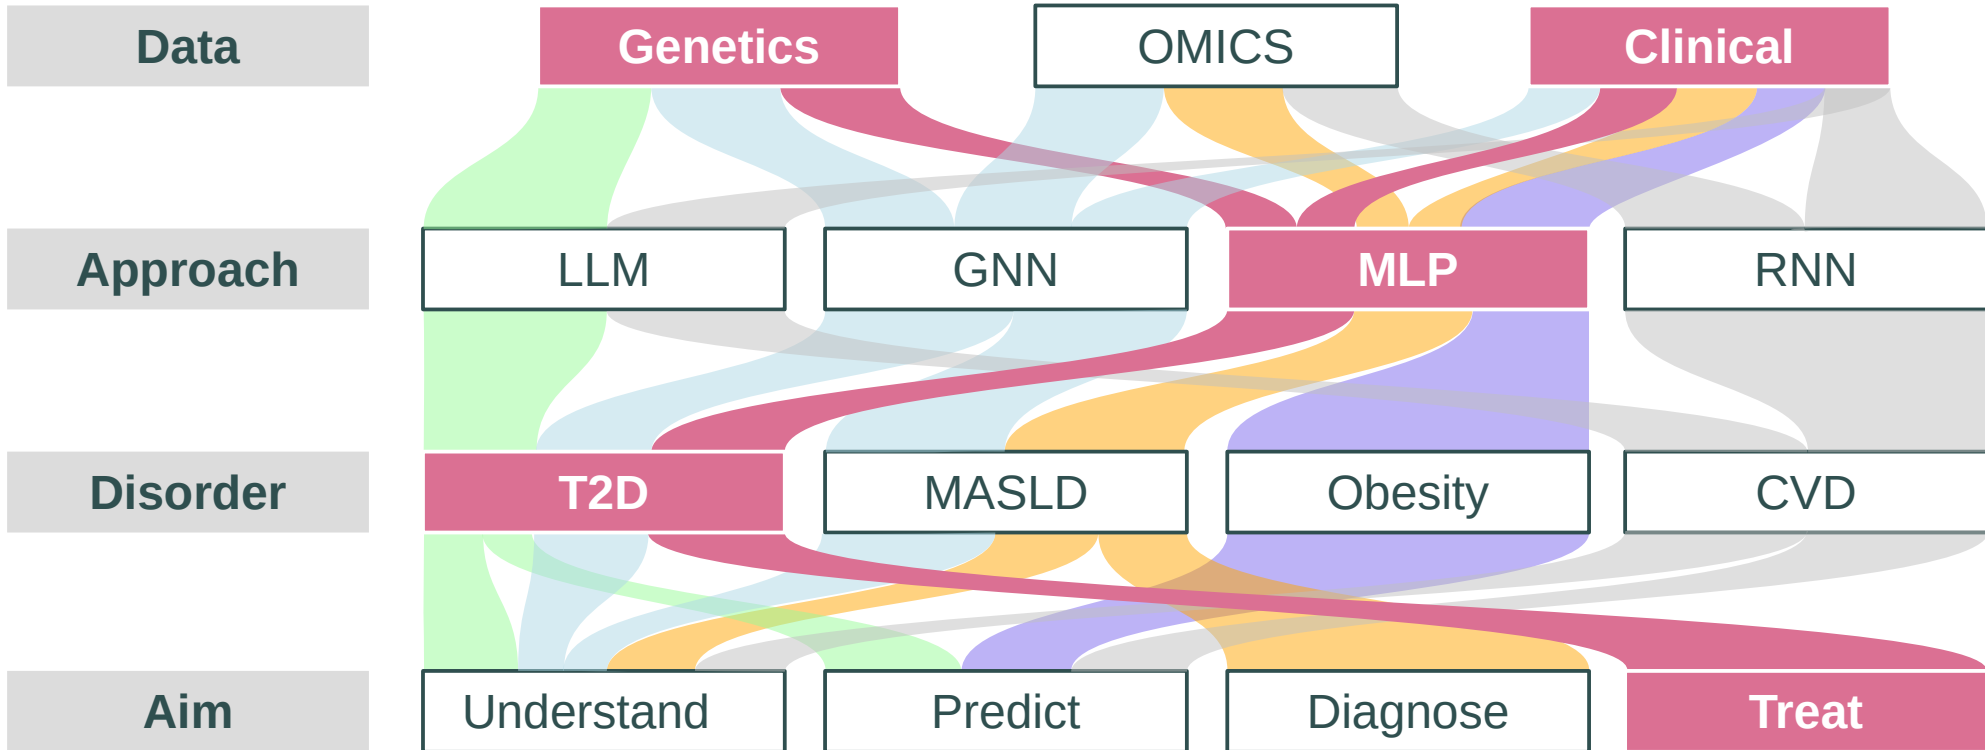 Data
Genetics
OMICS
Clinical
Approach
LLM
GNN
MLP
RNN
Disorder
T2D
MASLD
Obesity
CVD
Aim
Understand
Predict
Diagnose
Treat